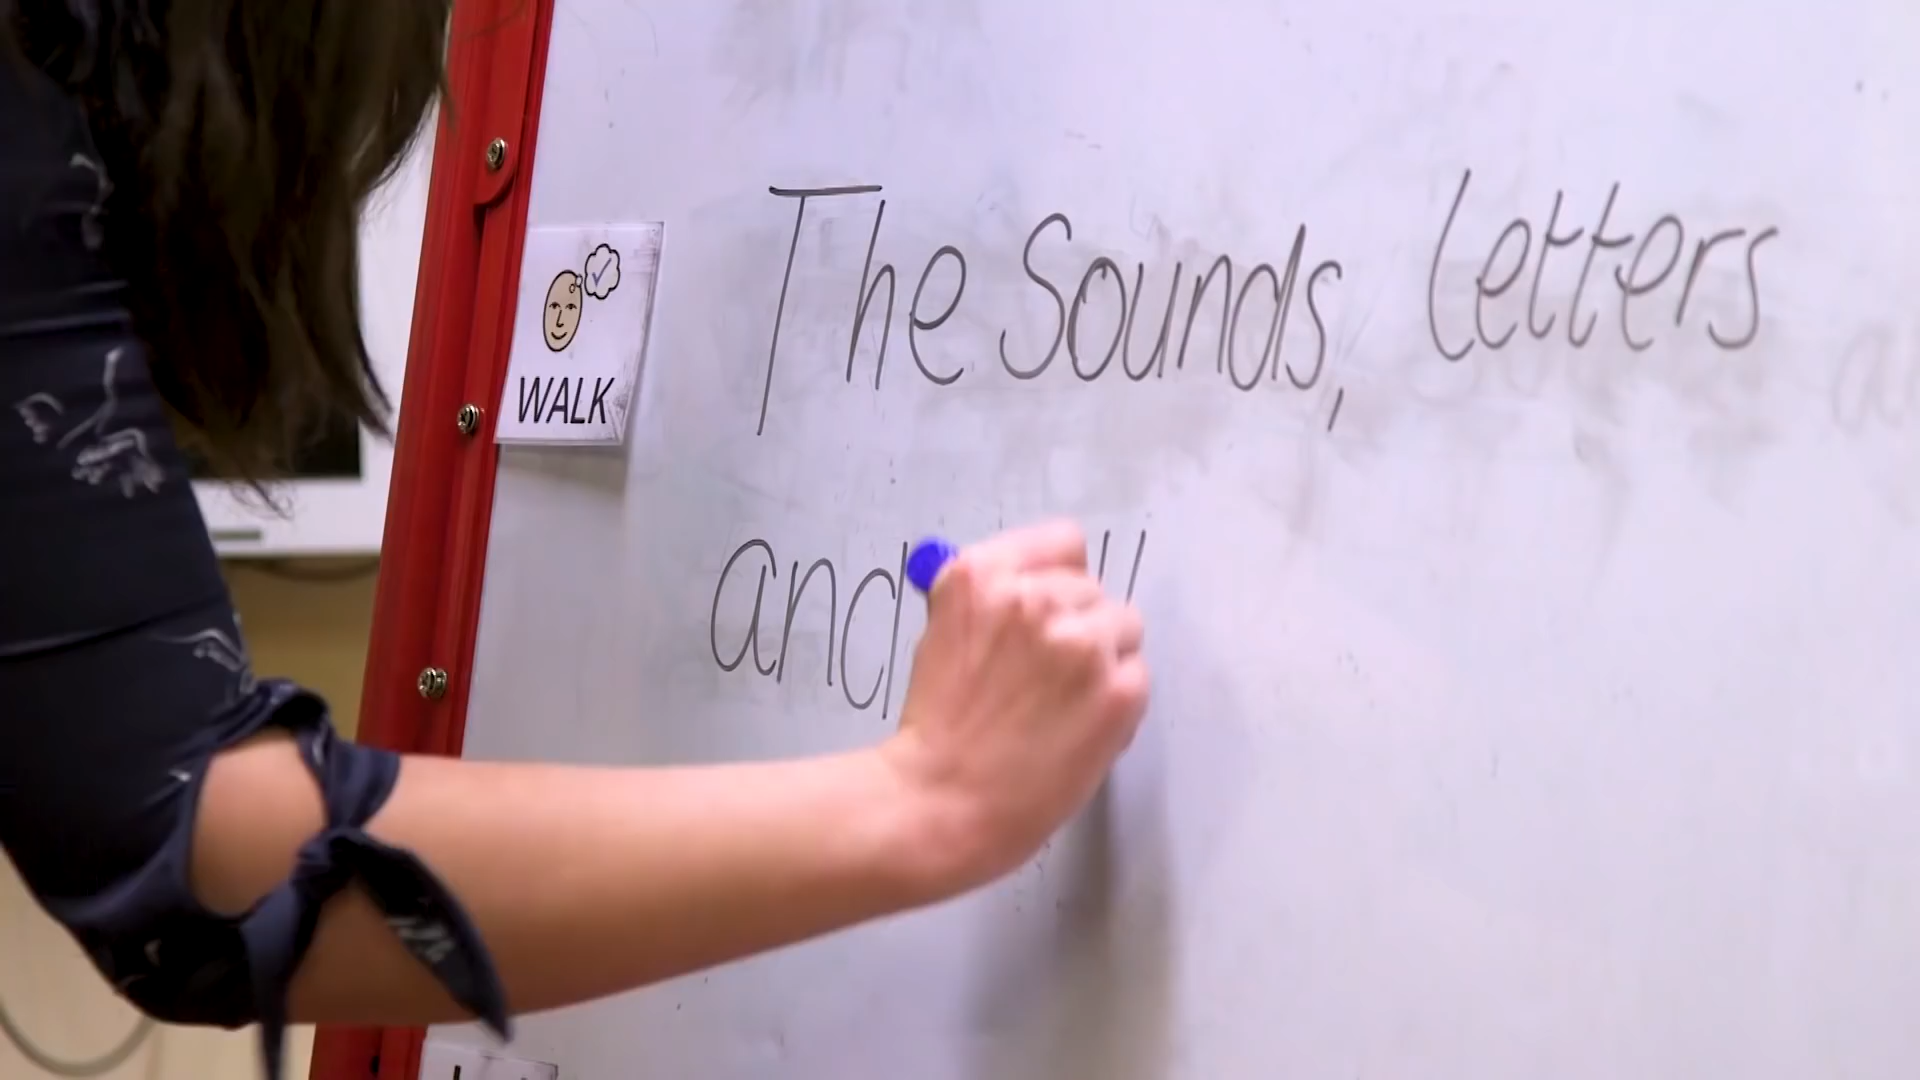 The Sounds, letters
and
WALK